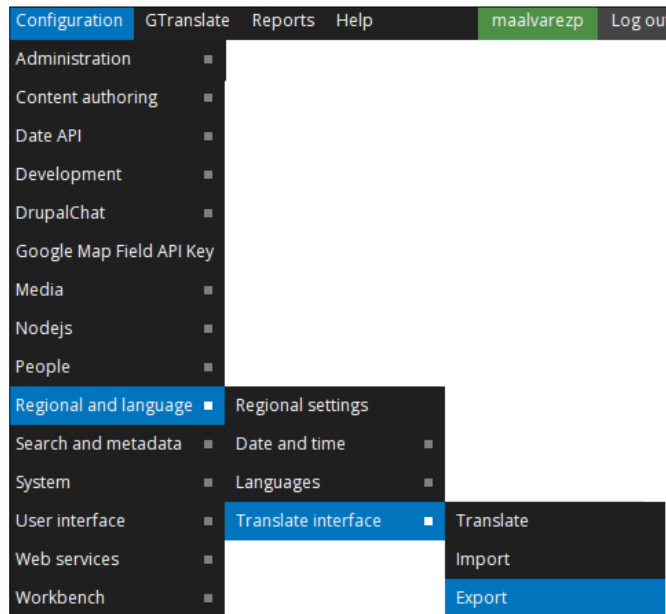 Configuration GTranslate Reports Help maalvarezp Log ou
Administration
Content authoring
Date API
Development
DrupalChat
Google Map Field API Key
Media
Nodejs
People
Regional and language Regional settings
Search and metadata Date and time
System Languages
User interface Translate interface Translate
Web services Import
Workbench Export